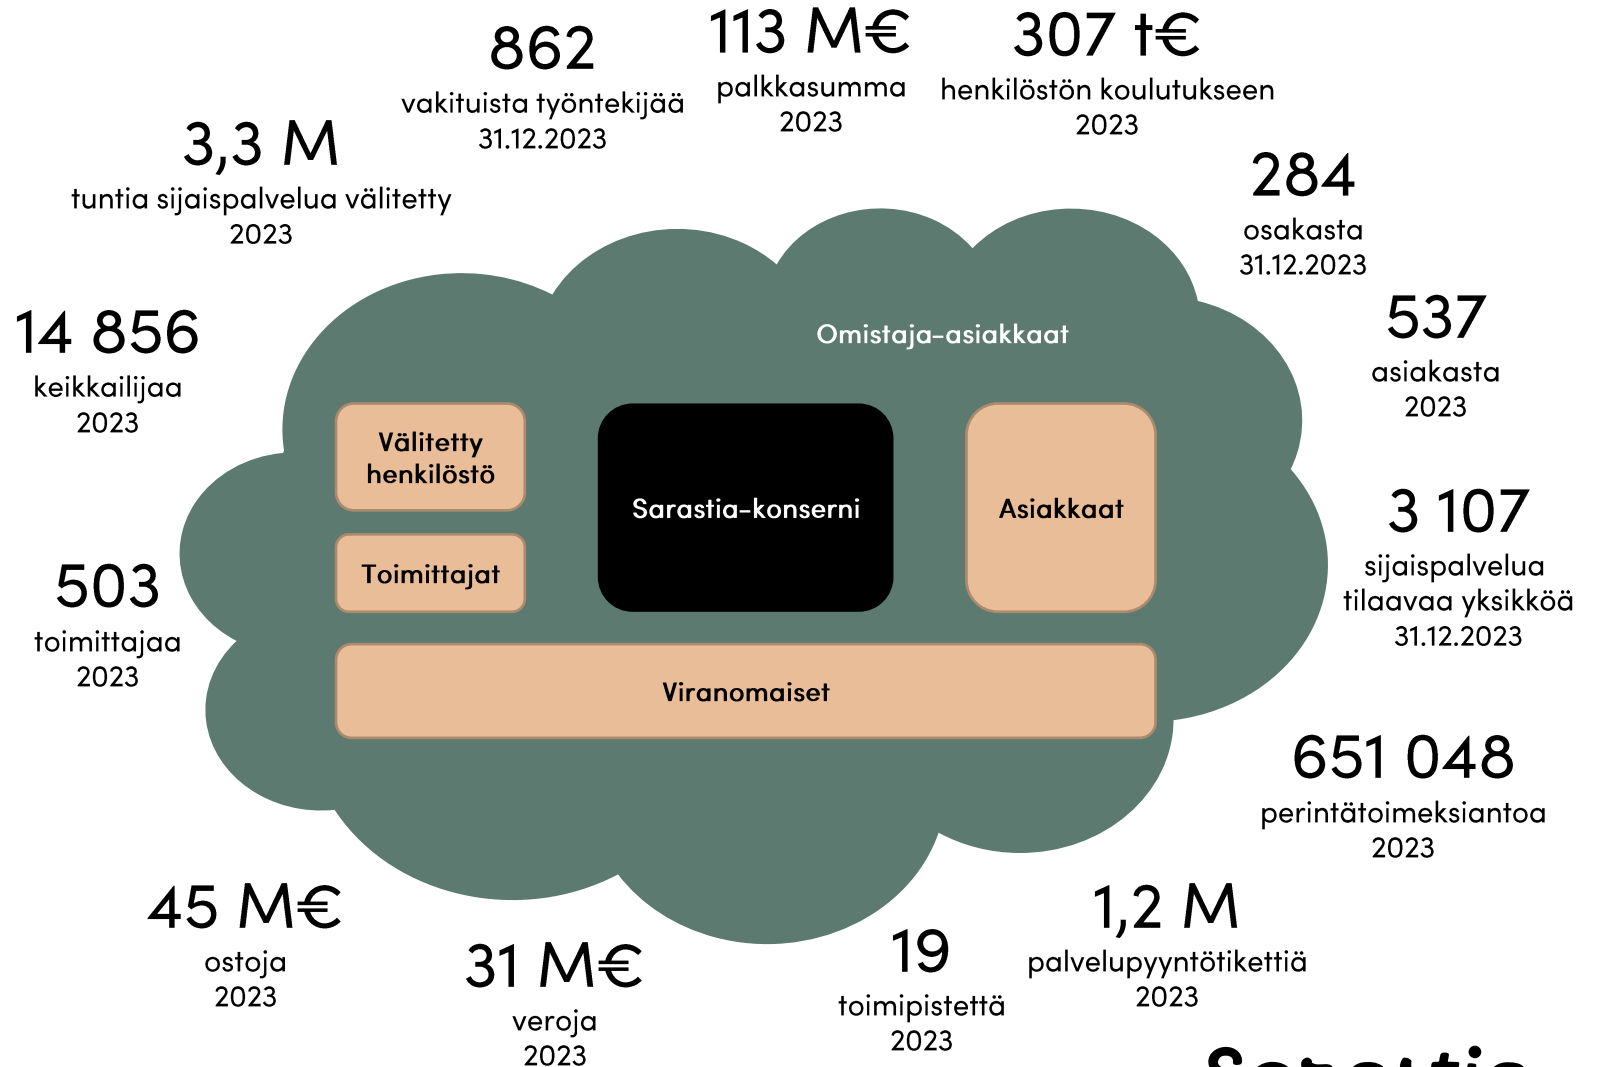 862
vakituista työntekijää
31.12.2023
113 M€
palkkasumma
2023
307 t€
henkilöstön koulutukseen
2023
3,3 M
tuntia sijaispalvelua välitetty
2023
284
osakasta
31.12.2023
14 856
keikkailijaa
2023
537
asiakasta
2023
Omistaja-asiakkaat
Välitetty
henkilöstö
Sarastia-konserni
Asiakkaat
Toimittajat
Viranomaiset
503
toimittajaa
2023
3 107
sijaispalvelua
tilaavaa yksikköä
31.12.2023
651 048
perintätoimeksiantoa
2023
45 M€
ostoja
2023
31 M€
veroja
2023
19
toimipistettä
2023
1,2 M
palvelupyyntötikettiä
2023
Sarastia